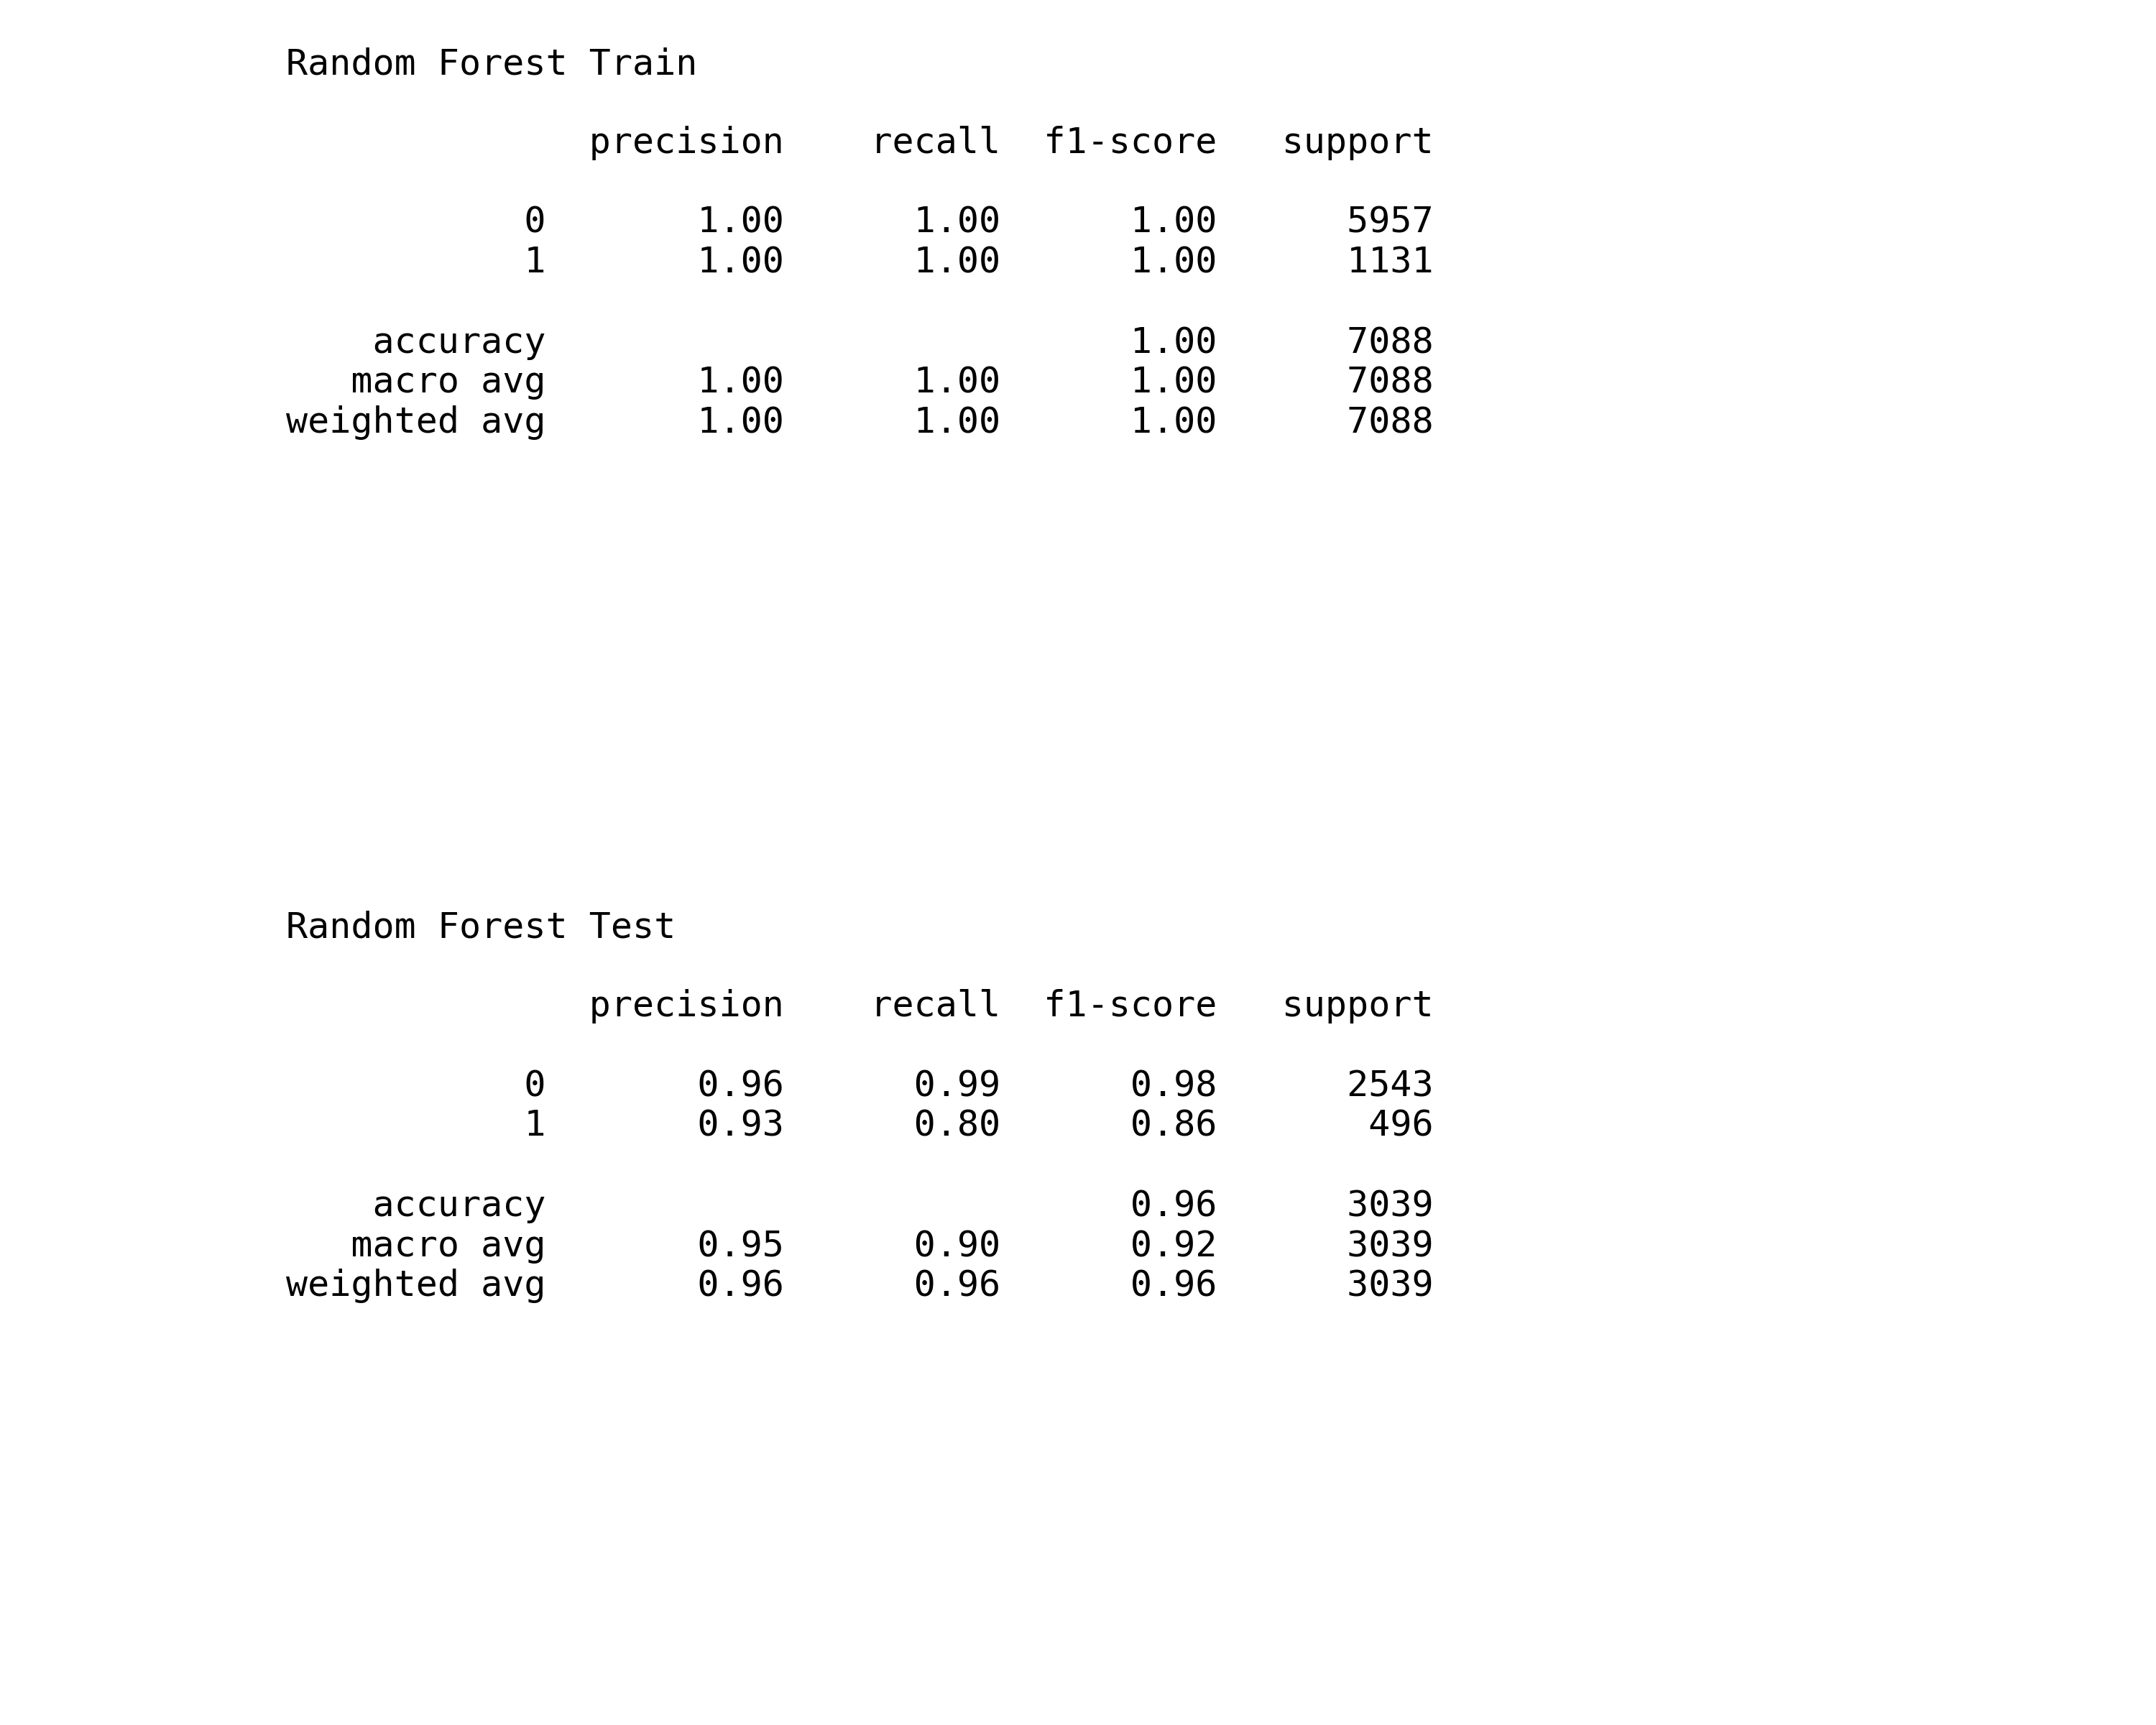 Random Forest Train
precision recall f1-score support
0 1.00 1.00 1.00 5957
1 1.00 1.00 1.00 1131
accuracy 1.00 7088
macro avg 1.00 1.00 1.00 7088
weighted avg 1.00 1.00 1.00 7088
Random Forest Test
precision recall f1-score support
0 0.96 0.99 0.98 2543
1 0.93 0.80 0.86 496
accuracy 0.96 3039
macro avg 0.95 0.90 0.92 3039
weighted avg 0.96 0.96 0.96 3039